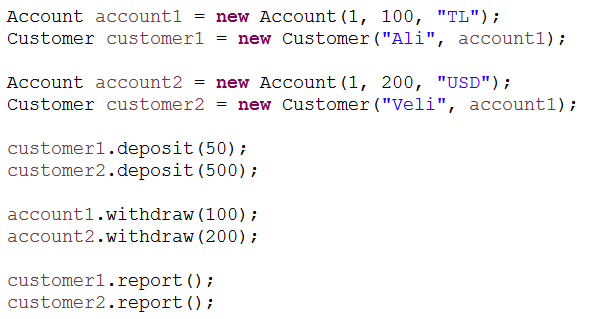 Account account1 = new Account(1, 100, "TL");
Customer customer1 = new Customer("Ali", account1);
Account account2 = new Account(1, 200, "USD");
Customer customer2 = new Customer("Veli", account1);
customer1.deposit(50);
customer2.deposit(500);
account1.withdraw(100);
account2.withdraw(200);
customer1.report();
customer2.report();